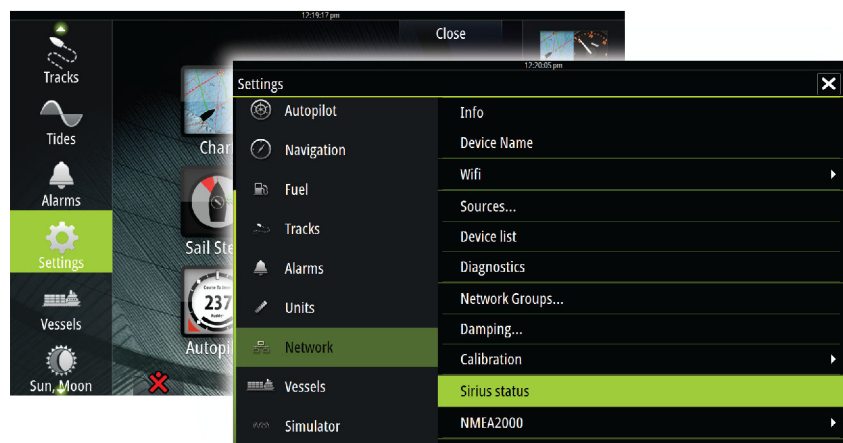 12:19:17 pm
Close
Tracks
Tides
Alarms
Settings
Vessels
Sun, Moon
Char
Sail Ste
237
Autopi
12:20:05 pm
Settings
Autopilot
Navigation
Fuel
Tracks
Alarms
Units
Network
Vessels
Simulator
Info
Device Name
Wifi
Sources...
Device list
Diagnostics
Network Groups...
Damping...
Calibration
Sirius status
NMEA2000